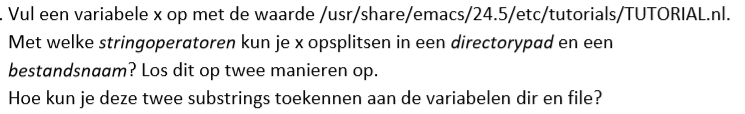 . Vul een variabele x op met de waarde /usr/share/emacs/24.5/etc/tutorials/TUTORIAL.nl.
Met welke stringoperatoren kun je x opsplitsen in een directorypad en een
bestandsnaam? Los dit op twee manieren op.
Hoe kun je deze twee substrings toekennen aan de variabelen dir en file?